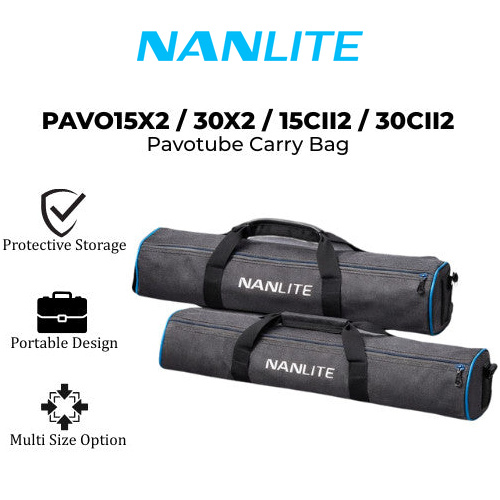 NANLITE
PAVO15X2 / 30X2 / 15CII2 / 30CII2
Pavotube Carry Bag
Protective Storage
NANLITE
Portable Design
NANLITE
Multi Size Option